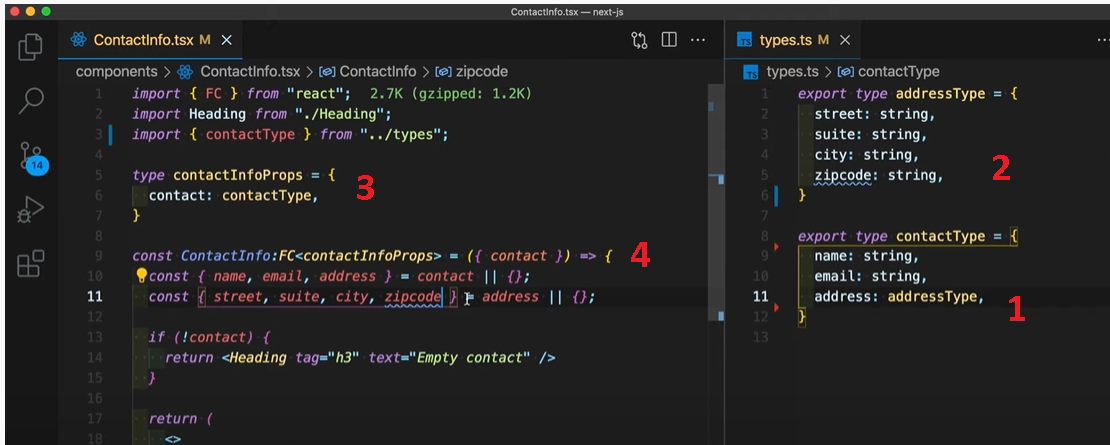 ContactInfo.tsx — next-js
ContactInfo.tsx M ×
components > ContactInfo.tsx > ContactInfo > zipcode
1 import { FC } from "react"; 2.7K (gzipped: 1.2K)
2 import Heading from "./Heading";
3 import { contactType } from "../types";
4
5 type contactInfoProps = {
6 contact: contactType,
7 }
3
8
9 const ContactInfo:FC<contactInfoProps> = ({ contact }) => {
4
10 const { name, email, address } = contact || {};
11 const { street, suite, city, zipcode } = address || {};
12
13 if (!contact) {
14 return <Heading tag="h3" text="Empty contact" />
15 }
16
17 return (
18 <>
14
TS types.ts M ×
TS types.ts > contactType
1 export type addressType = {
2 street: string,
3 suite: string,
4 city: string,
5 zipcode: string,
6 }
2
7
8 export type contactType = {
9 name: string,
10 email: string,
11 address: addressType,
12 }
1
13